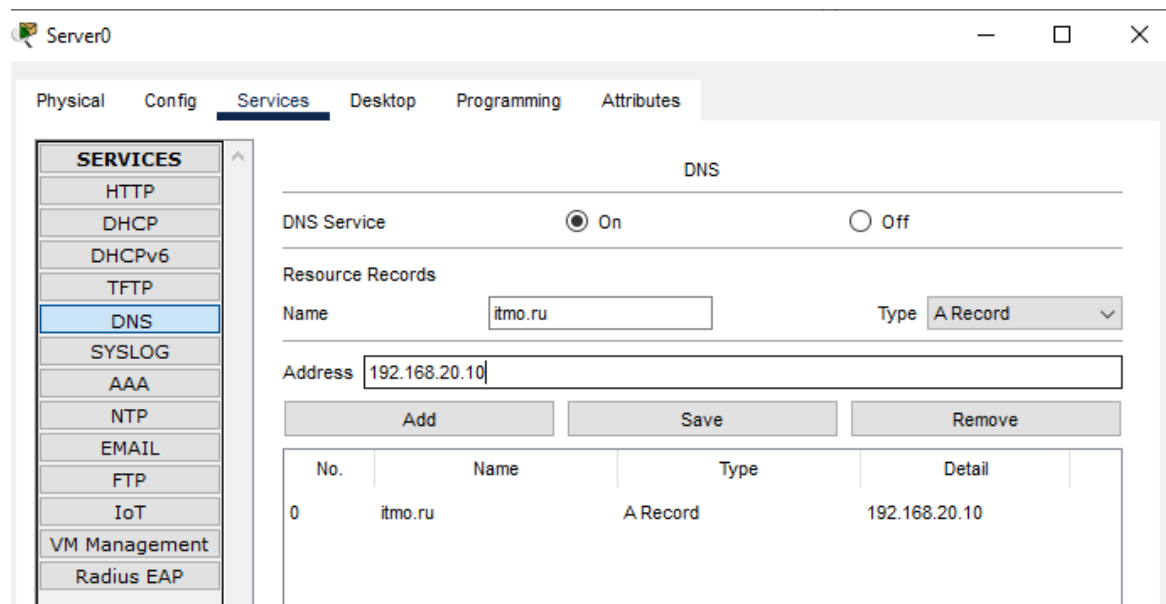 Server0
Physical Config Services Desktop Programming Attributes
SERVICES
HTTP
DHCP
DHCPv6
TFTP
DNS
SYSLOG
AAA
NTP
EMAIL
FTP
IoT
VM Management
Radius EAP
DNS
DNS Service On Off
Resource Records
Name itmo.ru Type A Record
Address 192.168.20.10
Add Save Remove
No. Name Type Detail
0 itmo.ru A Record 192.168.20.10